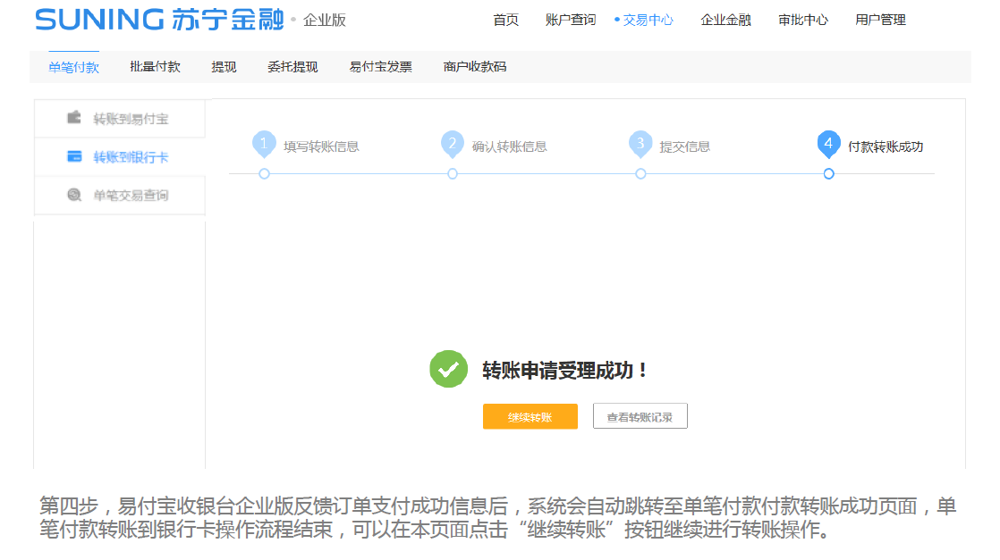 SUNING 苏宁金融 • 企业版
首页 账户查询 • 交易中心 企业金融 审批中心 用户管理
单笔付款 批量付款 提现 委托提现 易付宝发票 商户收款码
转账到易付宝
转账到银行卡
单笔交易查询
1 填写转账信息 2 确认转账信息 3 提交信息 4 付款转账成功
转账申请受理成功！
继续转账 查看转账记录
第四步，易付宝收银台企业版反馈订单支付成功信息后，系统会自动跳转至单笔付款付款转账成功页面，单
笔付款转账到银行卡操作流程结束，可以在本页面点击“继续转账”按钮继续进行转账操作。